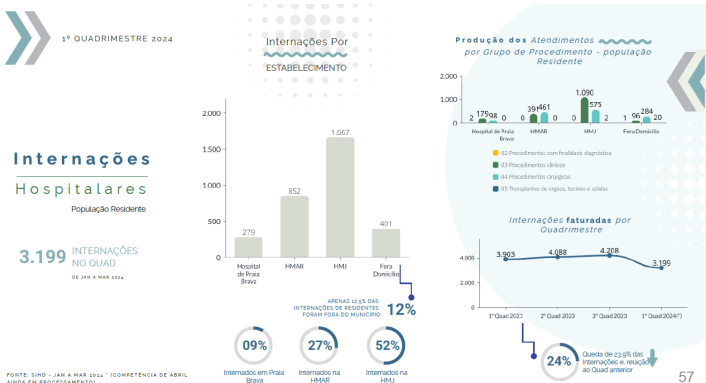 1º QUADRIMESTRE 2024
Internações
Hospitalares
População Residente
3.199 INTERNAÇÕES
NO QUAD
DE JAN A MAR 2024
FONTE: SIHD - JAN A MAR 2024 * (COMPETÊNCIA DE ABRIL
AINDA EM PROCESSAMENTO)
Internações Por
ESTABELECIMENTO
2.000
1.500
1.000
500
0
279
852
1.667
401
Hospital
de Praia
Brava
HMAR
HMJ
Fora
Domicílio
APENAS 12,5% DAS
INTERNAÇÕES DE RESIDENTES
FORAM FORA DO MUNICÍPIO
12%
09%
27%
52%
Internados em Praia
Brava
Internados na
HMAR
Internados na
HMJ
Produção dos Atendimentos
por Grupo de Procedimento - população
Residente
2.000
1.000
0
2 179 98 0
0 391 461 0
0 1.090 575 2
1 96 284 20
Hospital de Praia
Brava
HMAR
HMJ
Fora Domicílio
02 Procedimentos com finalidade diagnóstica
03 Procedimentos clínicos
04 Procedimentos cirúrgicos
05 Transplantes de orgãos, tecidos e células
Internações faturadas por
Quadrimestre
4.000
2.000
0
3.903
4.088
4.208
3.199
1º Quad 2023
2º Quad 2023
3º Quad 2023
1º Quad 2024(*)
24%
Queda de 23,9% das
Internações e, relação
ao Quad anterior
57